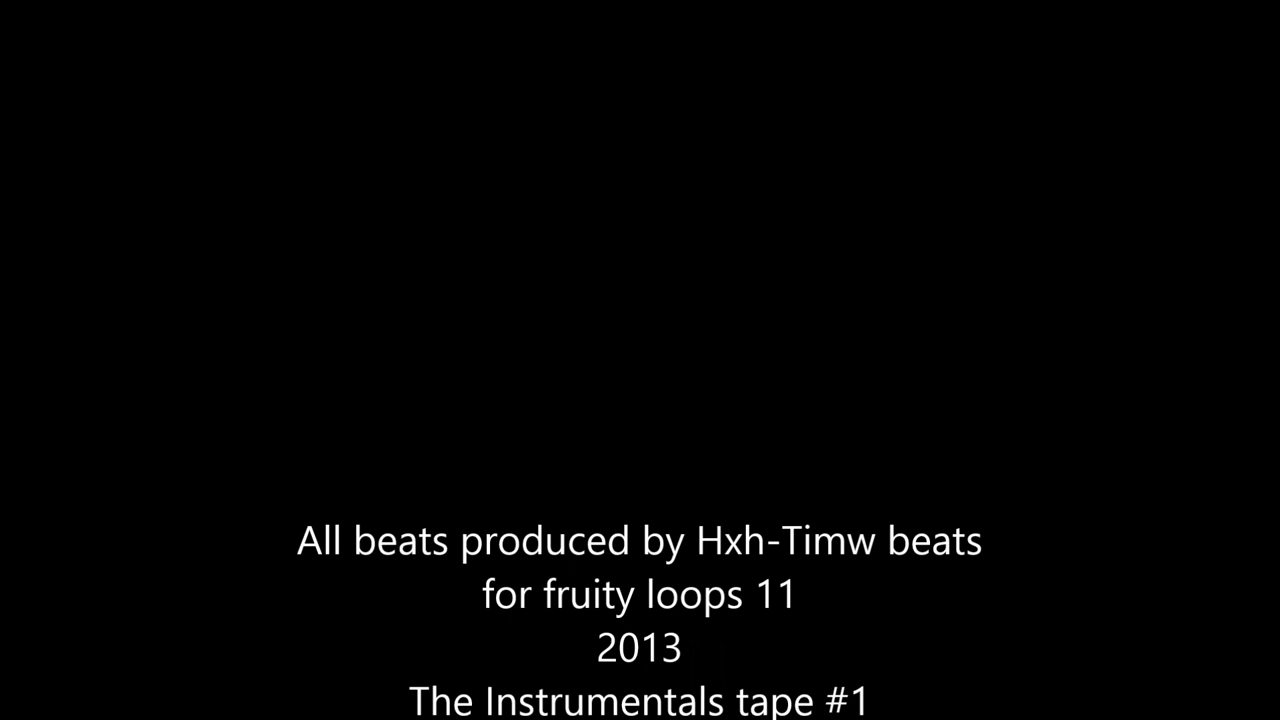 All beats produced by Hxh-Timw beats
for fruity loops 11
2013
The Instrumentals tape #1